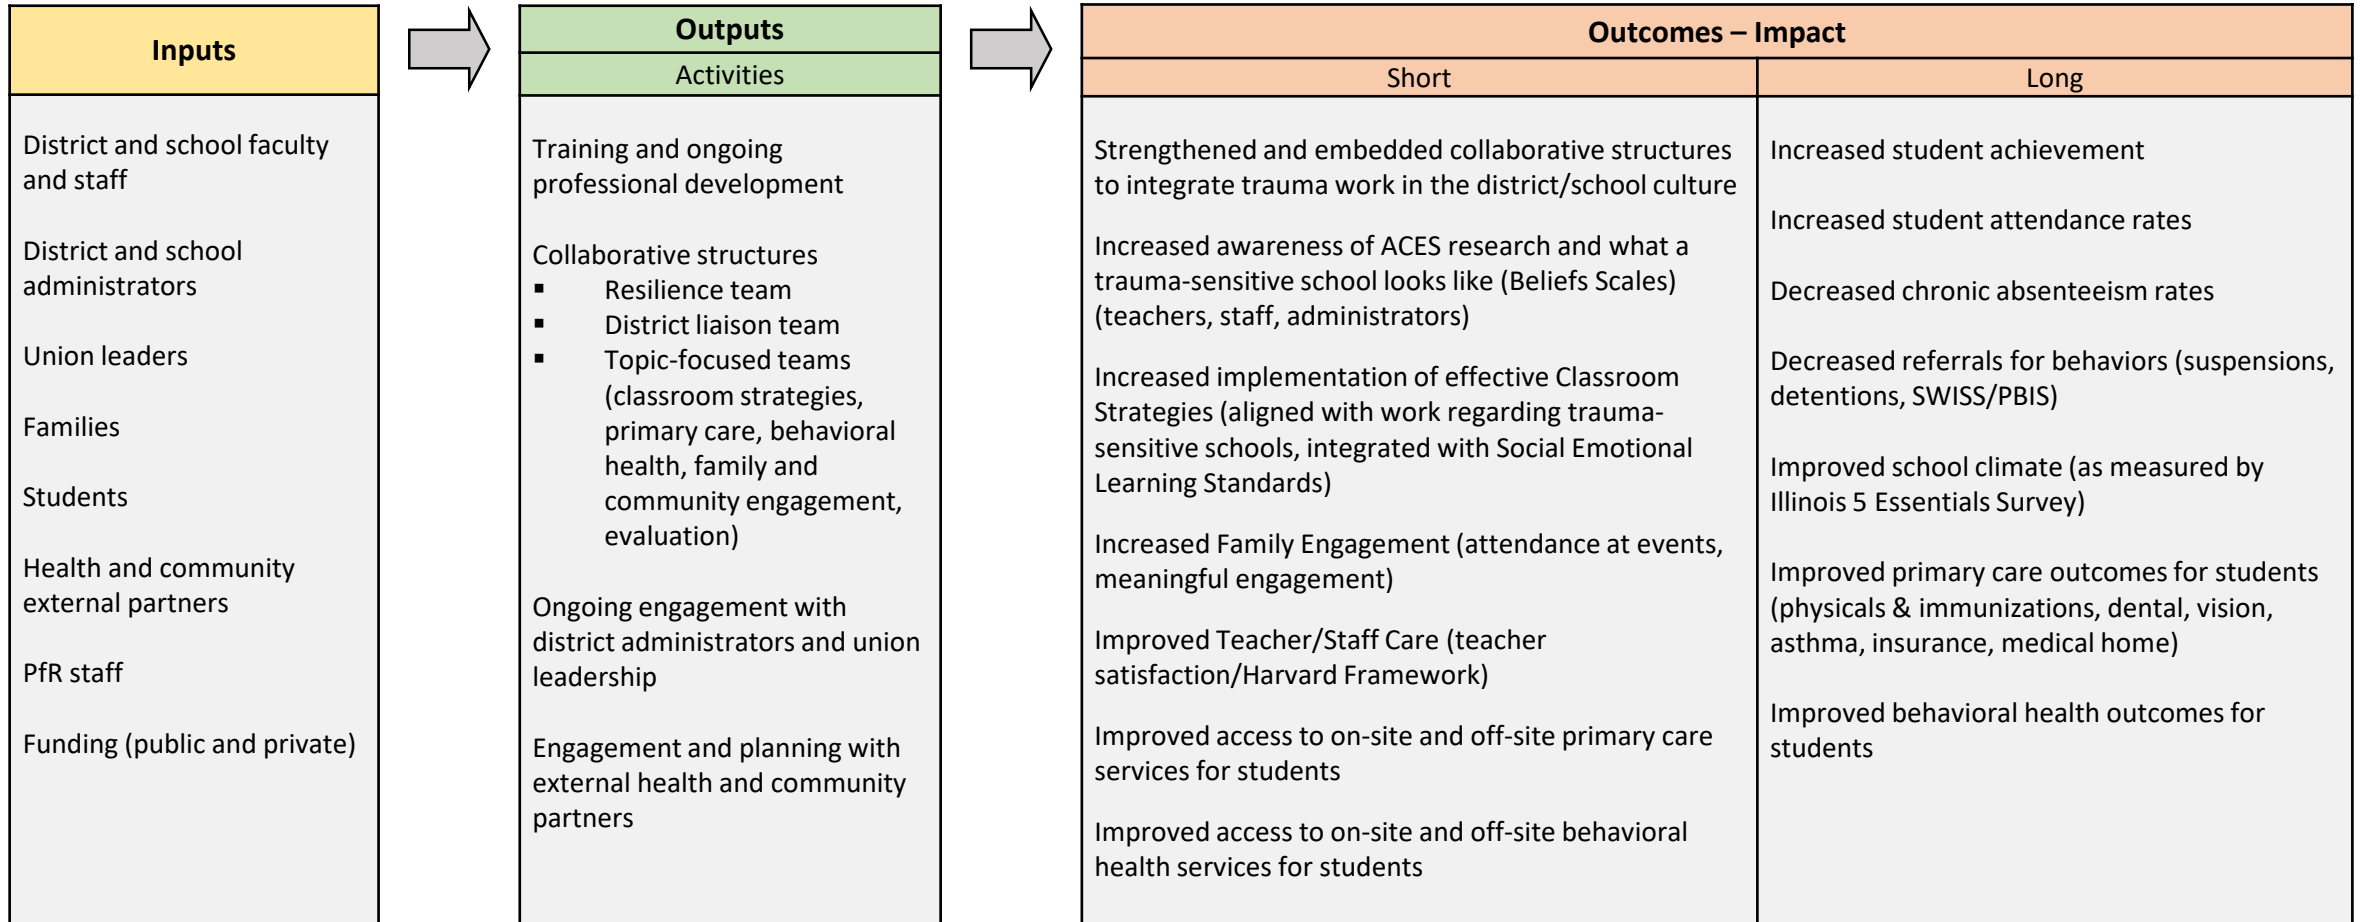 Inputs
District and school faculty
and staff
District and school
administrators
Union leaders
Families
Students
Health and community
external partners
PfR staff
Funding (public and private)
Outputs
Activities
Training and ongoing
professional development
Collaborative structures
▪ Resilience team
▪ District liaison team
▪ Topic-focused teams
(classroom strategies,
primary care, behavioral
health, family and
community engagement,
evaluation)
Ongoing engagement with
district administrators and union
leadership
Engagement and planning with
external health and community
partners
Outcomes – Impact
Short
Strengthened and embedded collaborative structures
to integrate trauma work in the district/school culture
Increased awareness of ACES research and what a
trauma-sensitive school looks like (Beliefs Scales)
(teachers, staff, administrators)
Increased implementation of effective Classroom
Strategies (aligned with work regarding trauma-
sensitive schools, integrated with Social Emotional
Learning Standards)
Increased Family Engagement (attendance at events,
meaningful engagement)
Improved Teacher/Staff Care (teacher
satisfaction/Harvard Framework)
Improved access to on-site and off-site primary care
services for students
Improved access to on-site and off-site behavioral
health services for students
Long
Increased student achievement
Increased student attendance rates
Decreased chronic absenteeism rates
Decreased referrals for behaviors (suspensions,
detentions, SWISS/PBIS)
Improved school climate (as measured by
Illinois 5 Essentials Survey)
Improved primary care outcomes for students
(physicals & immunizations, dental, vision,
asthma, insurance, medical home)
Improved behavioral health outcomes for
students